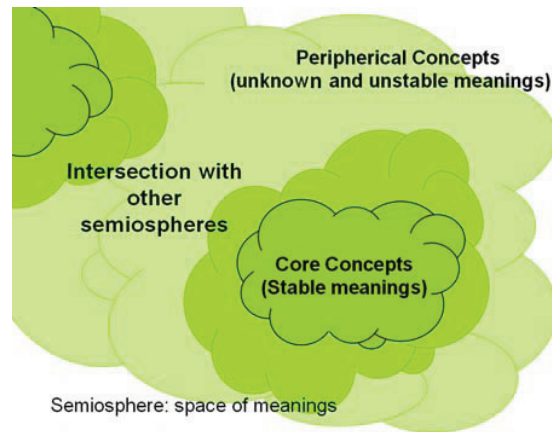 Peripherical Concepts
(unknown and unstable meanings)
Intersection with
other
semiospheres
Core Concepts
(Stable meanings)
Semiosphere: space of meanings